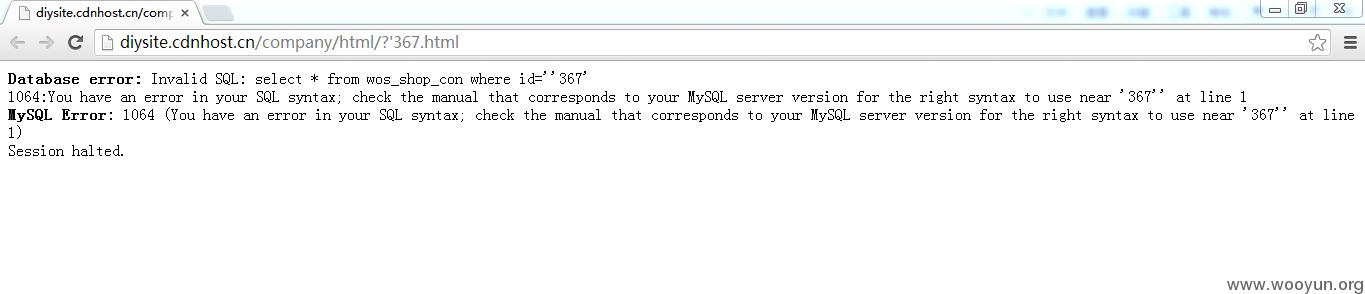 diysite.cdnhost.cn/comp
diysite.cdnhost.cn/company/html/?'367.html
Database error: Invalid SQL: select * from wos_shop_con where id=''367'
1064:You have an error in your SQL syntax; check the manual that corresponds to your MySQL server version for the right syntax to use near '367'' at line 1
MySQL Error: 1064 (You have an error in your SQL syntax; check the manual that corresponds to your MySQL server version for the right syntax to use near '367'' at line
1)
Session halted.
www.wooyun.org